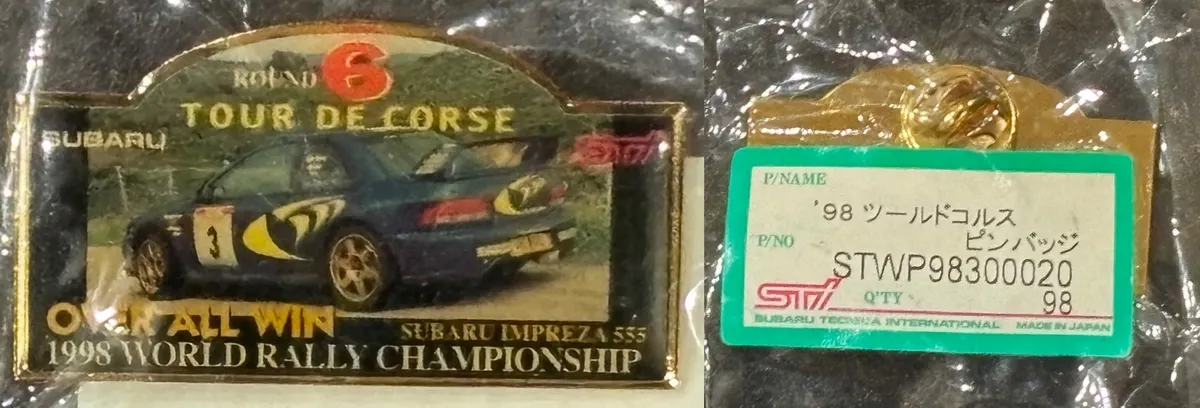 ROUND 6
TOUR DE CORSE
SUBARU
STi
3
OVER ALL WIN
SUBARU IMPREZA 555
1998 WORLD RALLY CHAMPIONSHIP
P/NAME
'98 ツールドコルス
ピンバッジ
P/NO
STWP98300020
STi
Q'TY
98
SUBARU TECNICA INTERNATIONAL MADE IN JAPAN